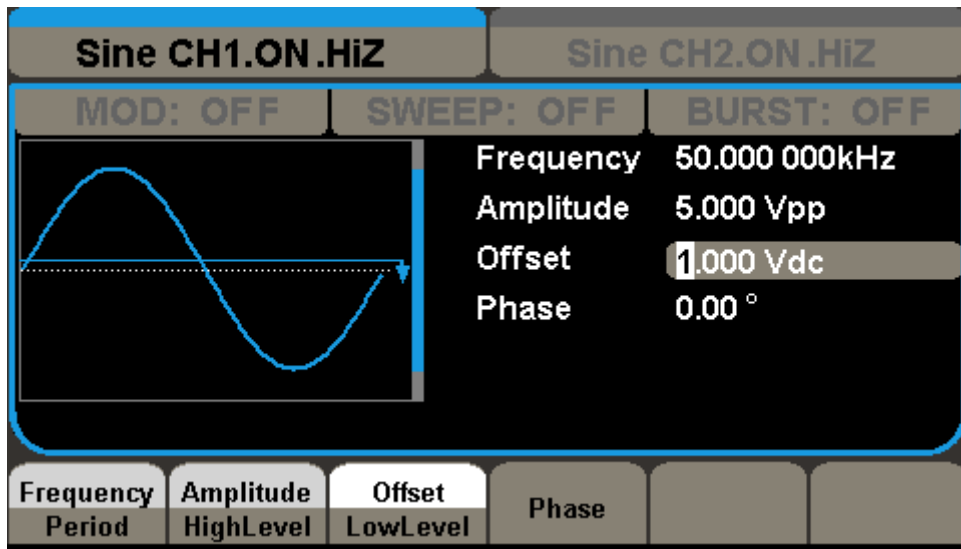 Sine CH1.ON.HiZ
Sine CH2.ON.HiZ
MOD: OFF
SWEEP: OFF
BURST: OFF
Frequency 50.000 000kHz
Amplitude 5.000 Vpp
Offset 1.000 Vdc
Phase 0.00 °
Frequency
Period
Amplitude
HighLevel
Offset
LowLevel
Phase